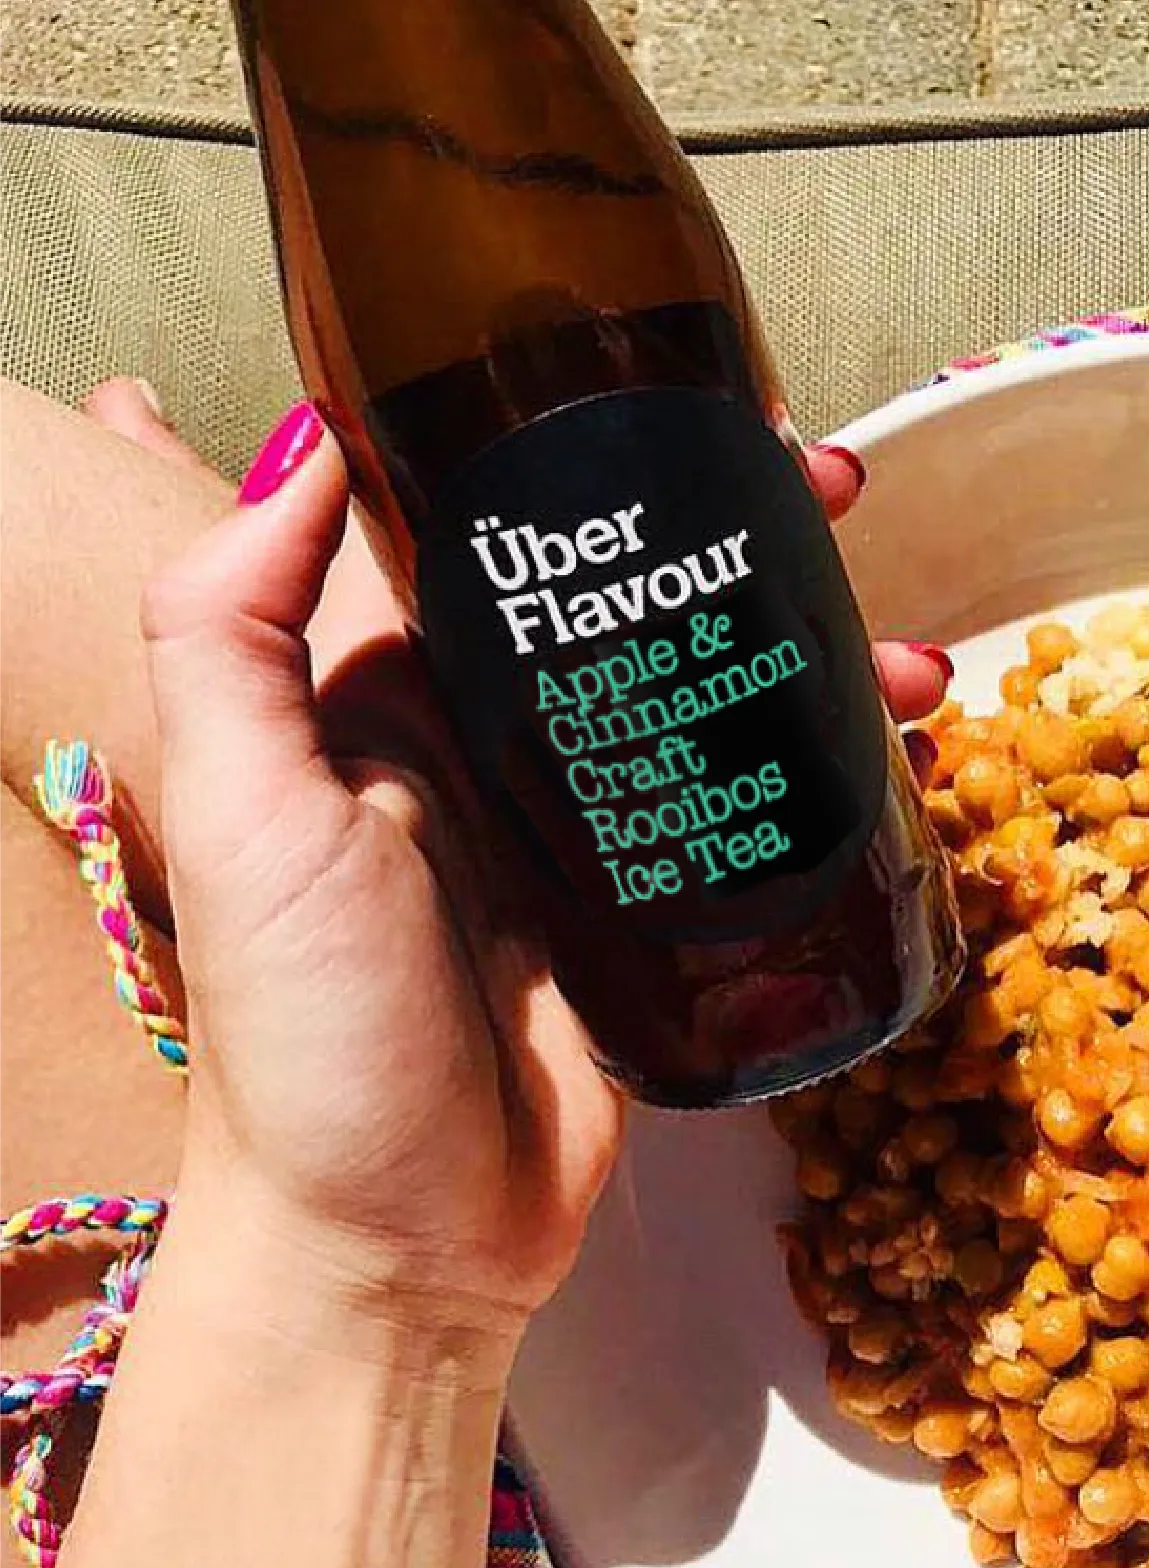 Über
Flavour
Apple &
Cinnamon
Craft
Rooibos
Ice Tea